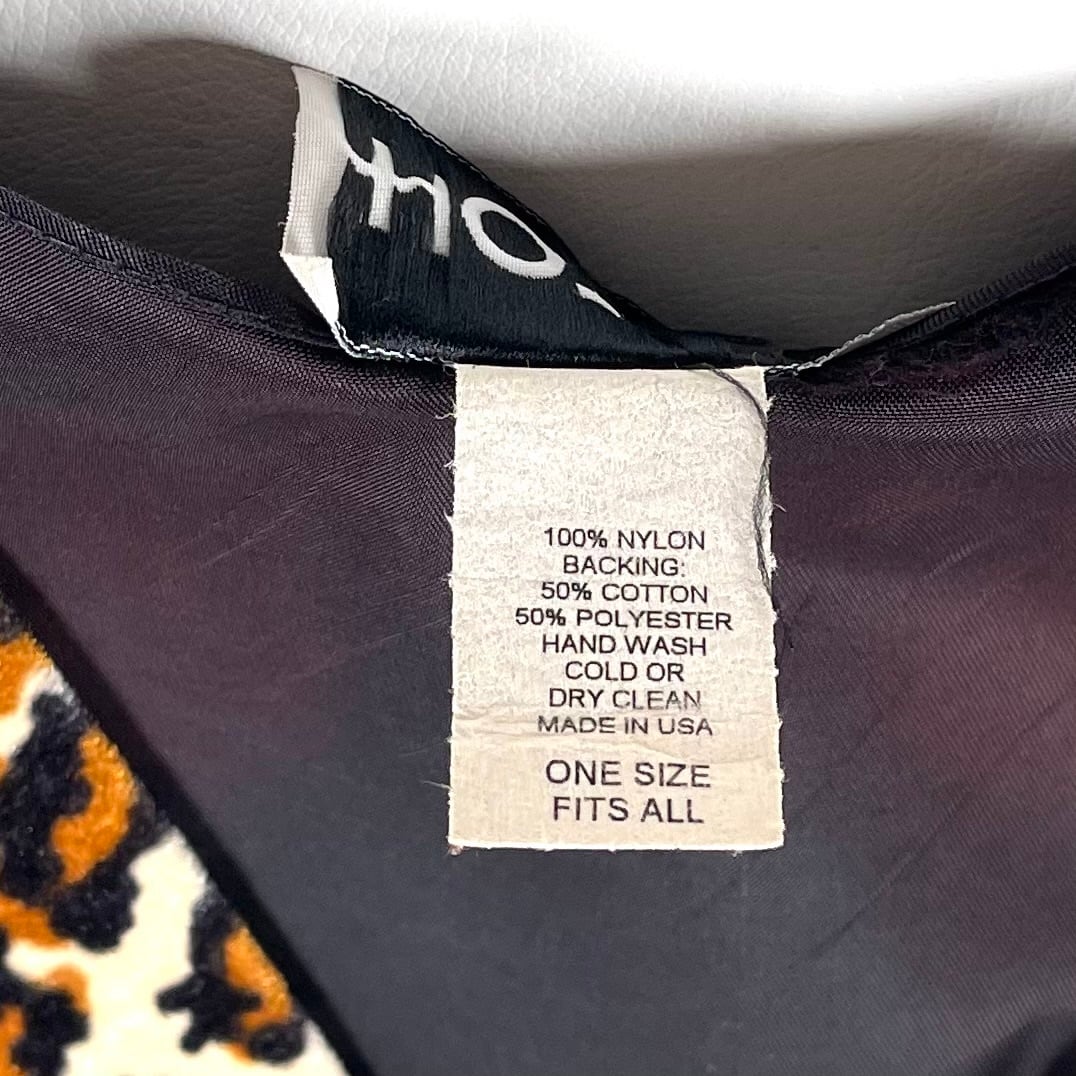 100% NYLON
BACKING:
50% COTTON
50% POLYESTER
HAND WASH
COLD OR
DRY CLEAN
MADE IN USA
ONE SIZE
FITS ALL